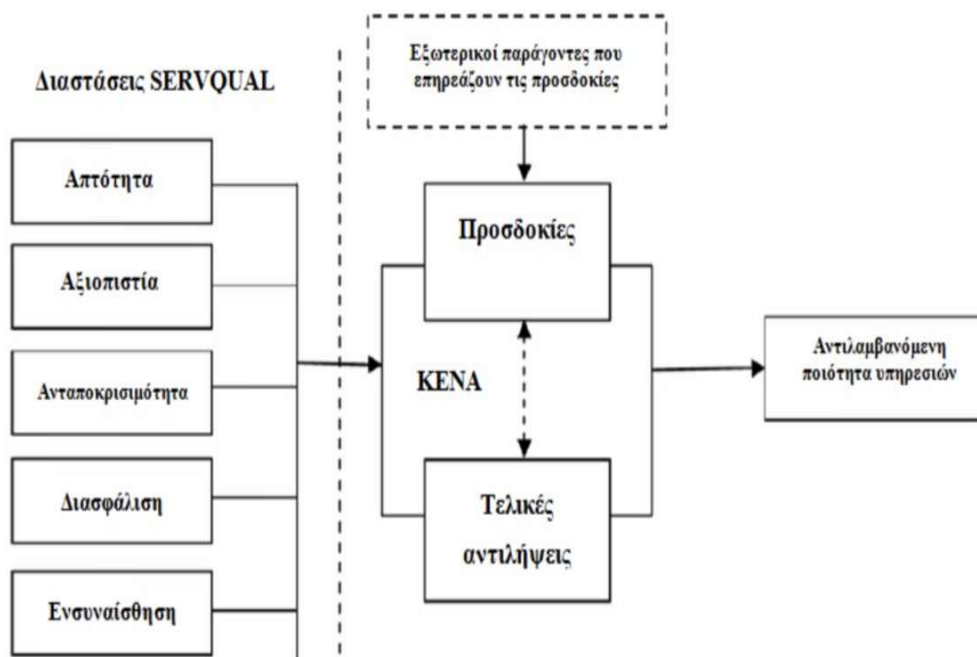 Διαστάσεις SERVQUAL
Απτότητα
Αξιοπιστία
Ανταποκρισιμότητα
Διασφάλιση
Ενσυναίσθηση
Εξωτερικοί παράγοντες που
επηρεάζουν τις προσδοκίες
Προσδοκίες
ΚΕΝΑ
Τελικές
αντιλήψεις
Αντιλαμβανόμενη
ποιότητα υπηρεσιών